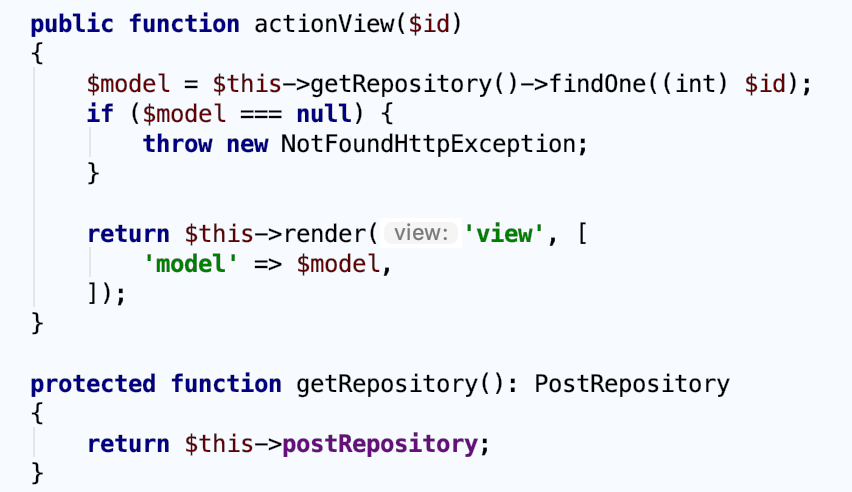 public function actionView($id)
{
    $model = $this->getRepository()->findOne((int) $id);
    if ($model === null) {
        throw new NotFoundHttpException;
    }

    return $this->render( view: 'view', [
        'model' => $model,
    ]);
}

protected function getRepository(): PostRepository
{
    return $this->postRepository;
}